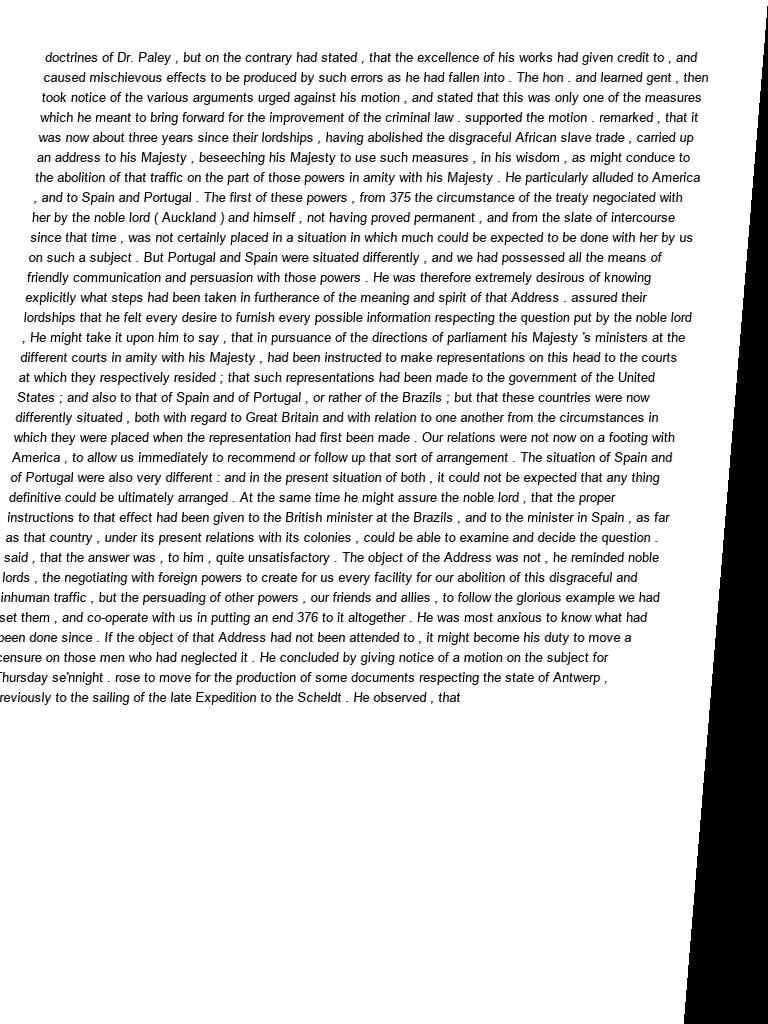 doctrines of Dr. Paley , but on the contrary had stated , that the excellence of his works had given credit to , and
caused mischievous effects to be produced by such errors as he had fallen into . The hon . and learned gent , then
took notice of the various arguments urged against his motion , and stated that this was only one of the measures
which he meant to bring forward for the improvement of the criminal law . supported the motion . remarked , that it
was now about three years since their lordships , having abolished the disgraceful African slave trade , carried up
an address to his Majesty , beseeching his Majesty to use such measures , in his wisdom , as might conduce to
the abolition of that traffic on the part of those powers in amity with his Majesty . He particularly alluded to America
, and to Spain and Portugal . The first of these powers , from 375 the circumstance of the treaty negociated with
her by the noble lord ( Auckland ) and himself , not having proved permanent , and from the slate of intercourse
since that time , was not certainly placed in a situation in which much could be expected to be done with her by us
on such a subject . But Portugal and Spain were situated differently , and we had possessed all the means of
friendly communication and persuasion with those powers . He was therefore extremely desirous of knowing
explicitly what steps had been taken in furtherance of the meaning and spirit of that Address . assured their
lordships that he felt every desire to furnish every possible information respecting the question put by the noble lord
, He might take it upon him to say , that in pursuance of the directions of parliament his Majesty 's ministers at the
different courts in amity with his Majesty , had been instructed to make representations on this head to the courts
at which they respectively resided ; that such representations had been made to the government of the United
States ; and also to that of Spain and of Portugal , or rather of the Brazils ; but that these countries were now
differently situated , both with regard to Great Britain and with relation to one another from the circumstances in
which they were placed when the representation had first been made . Our relations were not now on a footing with
America , to allow us immediately to recommend or follow up that sort of arrangement . The situation of Spain and
of Portugal were also very different : and in the present situation of both , it could not be expected that any thing
definitive could be ultimately arranged . At the same time he might assure the noble lord , that the proper
instructions to that effect had been given to the British minister at the Brazils , and to the minister in Spain , as far
as that country , under its present relations with its colonies , could be able to examine and decide the question .
said , that the answer was , to him , quite unsatisfactory . The object of the Address was not , he reminded noble
lords , the negotiating with foreign powers to create for us every facility for our abolition of this disgraceful and
inhuman traffic , but the persuading of other powers , our friends and allies , to follow the glorious example we had
set them , and co-operate with us in putting an end 376 to it altogether . He was most anxious to know what had
been done since . If the object of that Address had not been attended to , it might become his duty to move a
censure on those men who had neglected it . He concluded by giving notice of a motion on the subject for
Thursday se'nnight . rose to move for the production of some documents respecting the state of Antwerp ,
reviously to the sailing of the late Expedition to the Scheldt . He observed , that